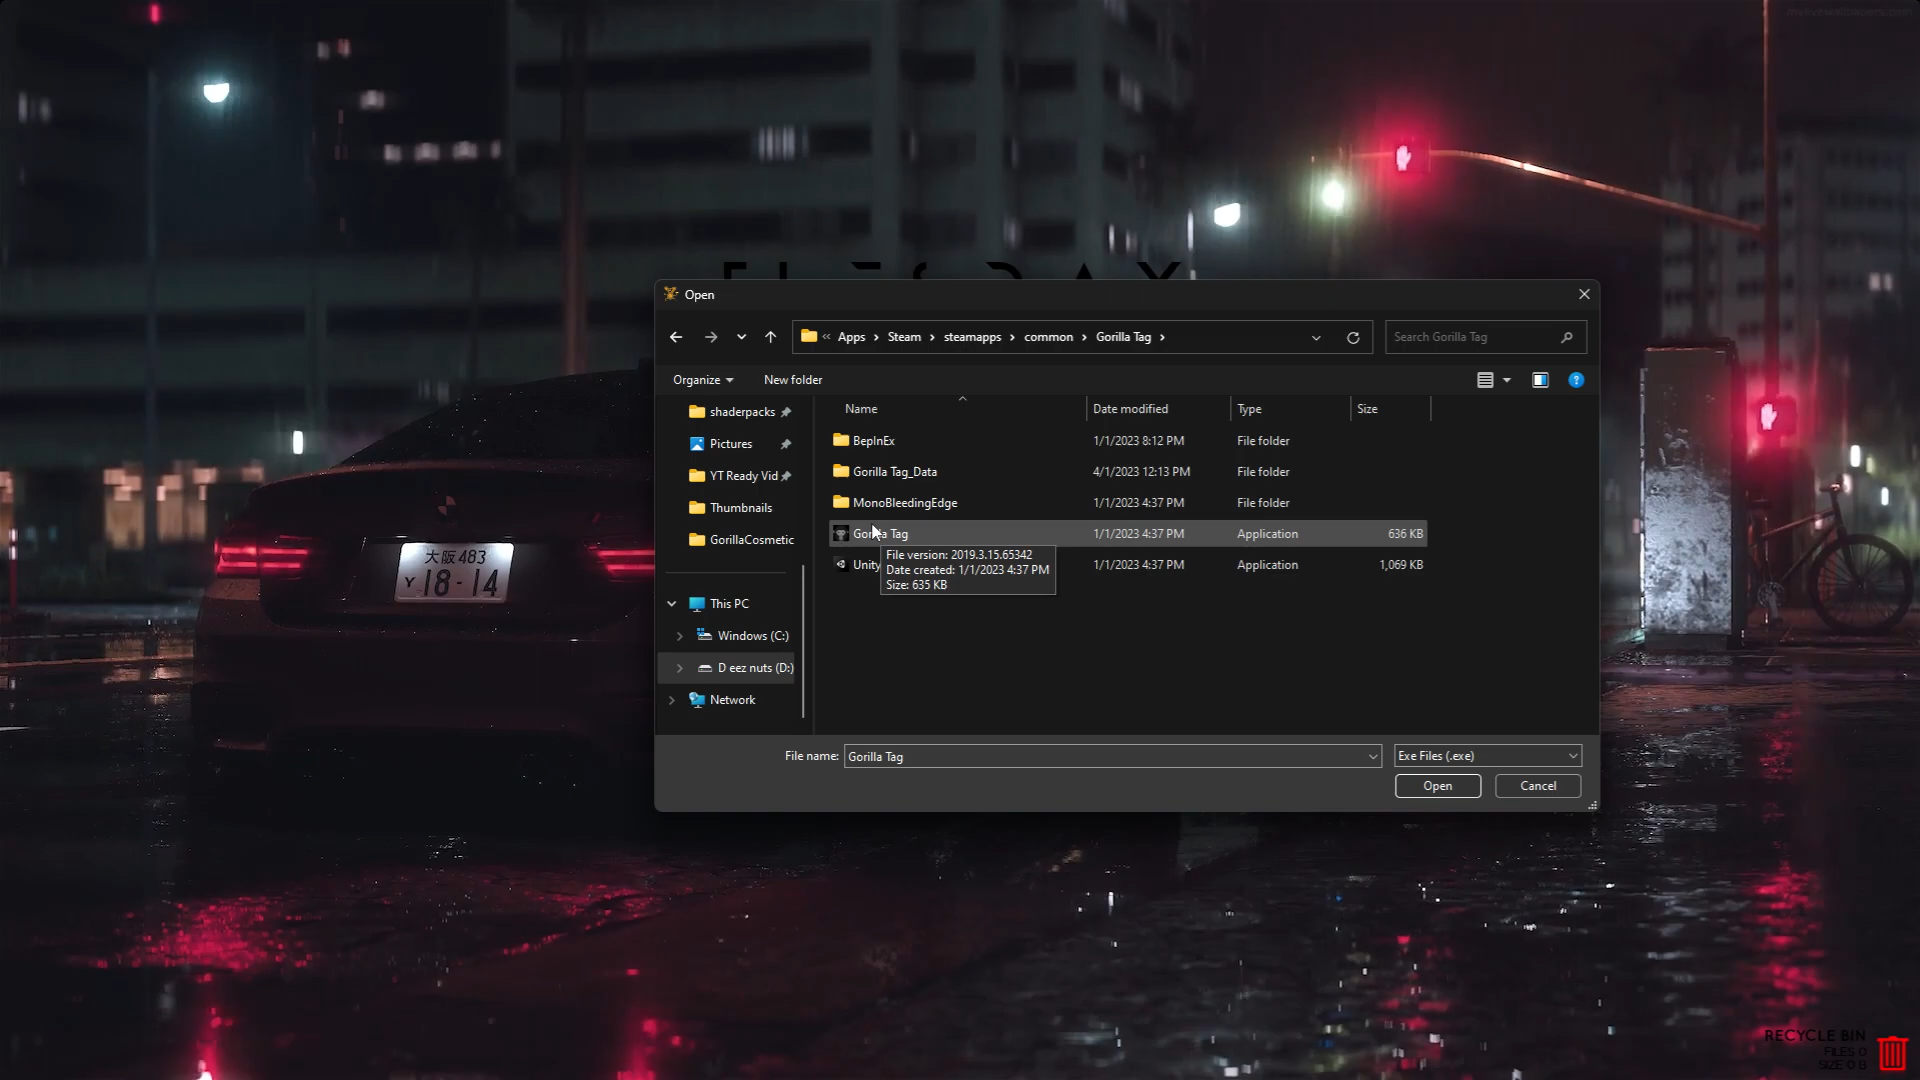 Open
Apps
Steam
steamapps
common
Gorilla Tag
Search Gorilla Tag
Organize
New folder
Name
Date modified
Type
Size
shaderpacks
Pictures
YT Ready Vid
Thumbnails
GorillaCosmetic
This PC
Windows (C:)
D eez nuts (D:)
Network
BepInEx 1/1/2023 8:12 PM File folder
Gorilla Tag_Data 4/1/2023 12:13 PM File folder
MonoBleedingEdge 1/1/2023 4:37 PM File folder
Gorilla Tag 1/1/2023 4:37 PM Application 636 KB
Unity 1/1/2023 4:37 PM Application 1,069 KB
File version: 2019.3.15.65342
Date created: 1/1/2023 4:37 PM
Size: 635 KB
File name: Gorilla Tag
Exe Files (.exe)
Open
Cancel
大阪 483
Y 18-14
RECYCLE BIN
FILES 0
SIZE 0 B